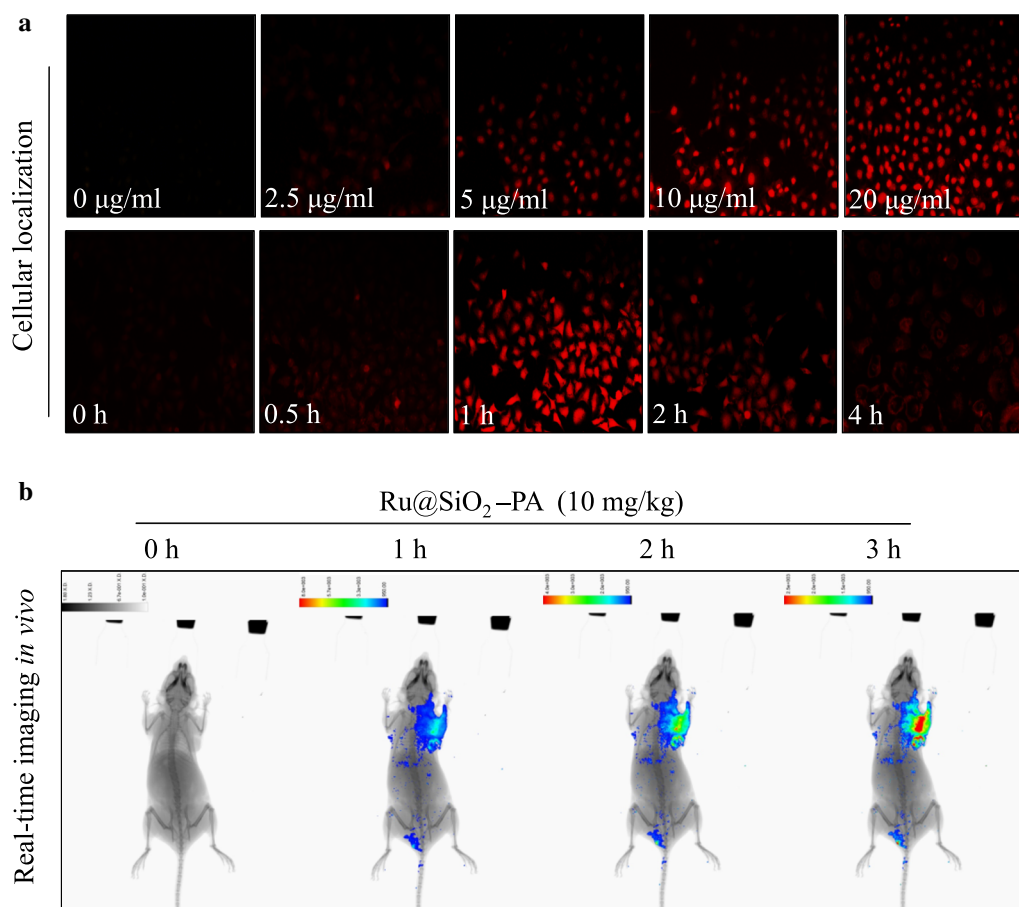 a
Cellular localization
0 μg/ml
2.5 μg/ml
5 μg/ml
10 μg/ml
20 μg/ml
0 h
0.5 h
1 h
2 h
4 h
b
Ru@SiO₂–PA (10 mg/kg)
0 h
1 h
2 h
3 h
Real-time imaging in vivo